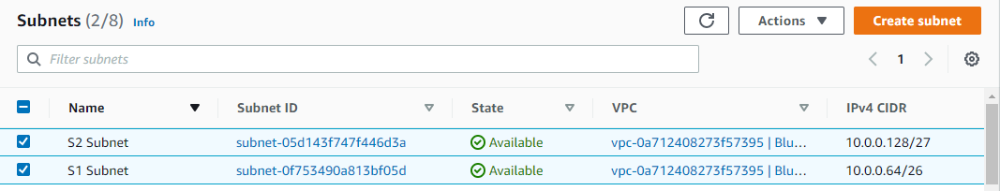 Subnets (2/8) Info Actions Create subnet
Filter subnets 1
Name Subnet ID State VPC IPv4 CIDR
S2 Subnet subnet-05d143f747f446d3a Available vpc-0a712408273f57395 | Blu... 10.0.0.128/27
S1 Subnet subnet-0f753490a813bf05d Available vpc-0a712408273f57395 | Blu... 10.0.0.64/26